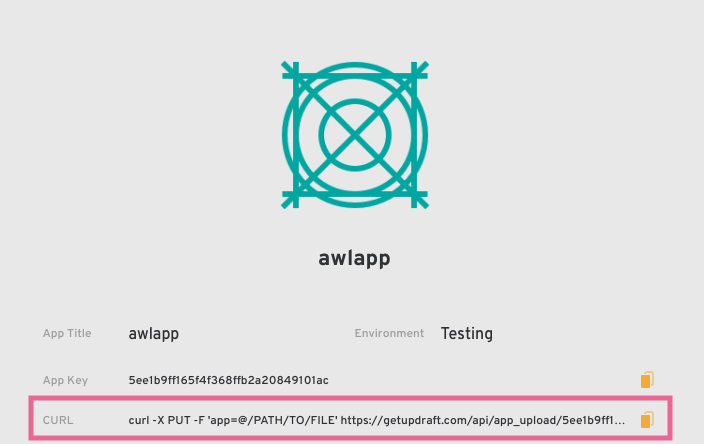 awlapp
App Title awlapp Environment Testing
App Key 5ee1b9ff165f4f368ffb2a20849101ac
CURL curl -X PUT -F 'app=@/PATH/TO/FILE' https://getupdraft.com/api/app_upload/5ee1b9ff1...